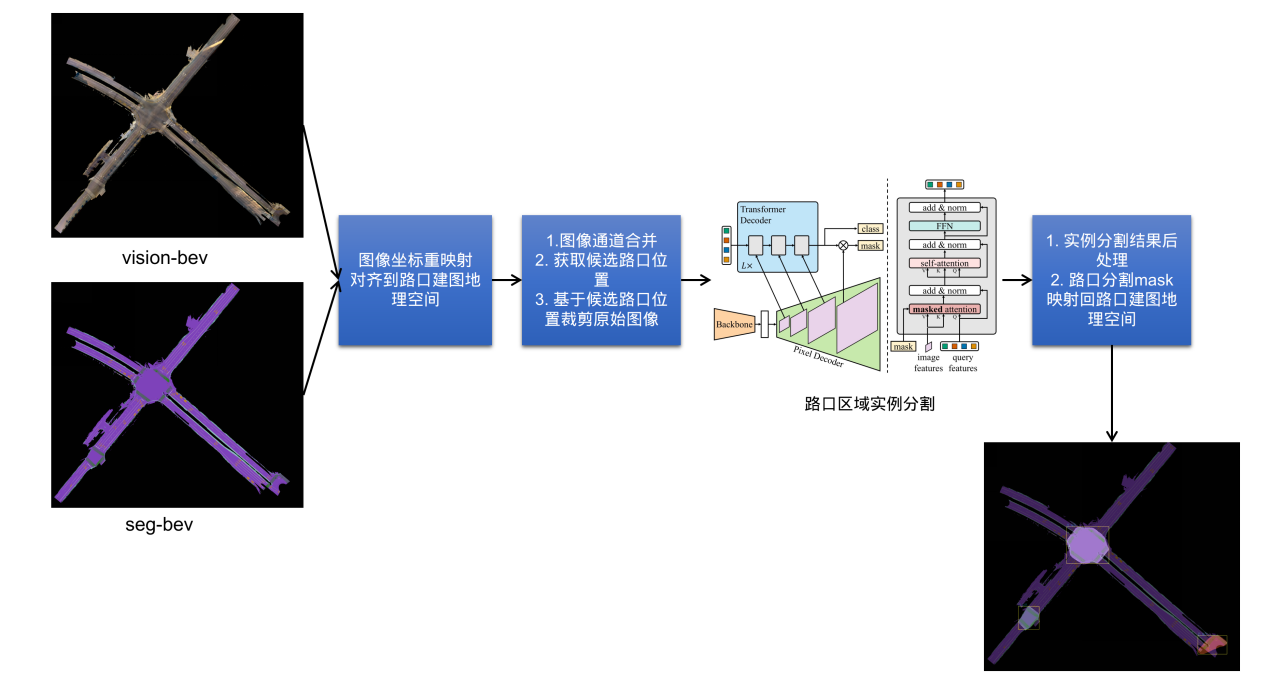 vision-bev
seg-bev
图像坐标重映射
对齐到路口建图地
理空间
1.图像通道合并
2. 获取候选路口位
置
3. 基于候选路口位
置裁剪原始图像
Transformer
Decoder
L×
class
mask
Backbone
Pixel Decoder
add & norm
FFN
add & norm
self-attention
V K Q
add & norm
masked attention
V K Q
mask
image
features
query
features
路口区域实例分割
1. 实例分割结果后
处理
2. 路口分割mask
映射回路口建图地
理空间